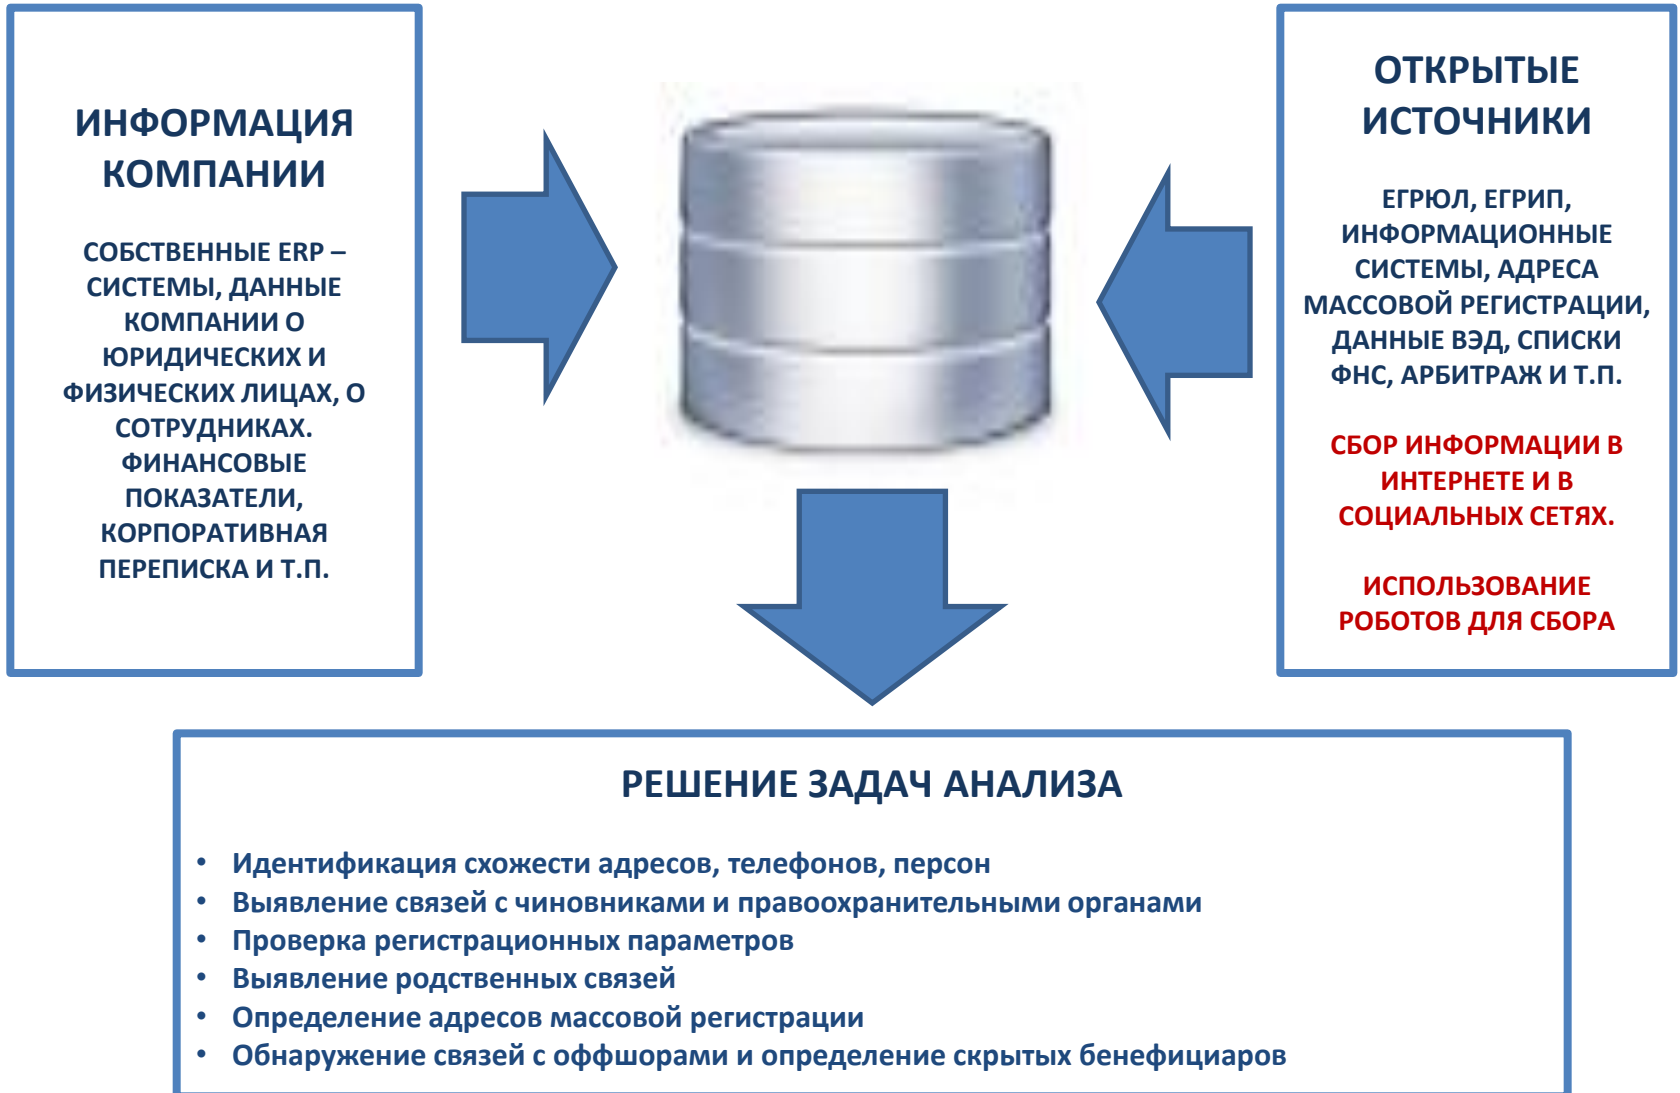 ИНФОРМАЦИЯ
КОМПАНИИ
СОБСТВЕННЫЕ ERP –
СИСТЕМЫ, ДАННЫЕ
КОМПАНИИ О
ЮРИДИЧЕСКИХ И
ФИЗИЧЕСКИХ ЛИЦАХ, О
СОТРУДНИКАХ.
ФИНАНСОВЫЕ
ПОКАЗАТЕЛИ,
КОРПОРАТИВНАЯ
ПЕРЕПИСКА И Т.П.
ОТКРЫТЫЕ
ИСТОЧНИКИ
ЕГРЮЛ, ЕГРИП,
ИНФОРМАЦИОННЫЕ
СИСТЕМЫ, АДРЕСА
МАССОВОЙ РЕГИСТРАЦИИ,
ДАННЫЕ ВЭД, СПИСКИ
ФНС, АРБИТРАЖ И Т.П.
СБОР ИНФОРМАЦИИ В
ИНТЕРНЕТЕ И В
СОЦИАЛЬНЫХ СЕТЯХ.
ИСПОЛЬЗОВАНИЕ
РОБОТОВ ДЛЯ СБОРА
РЕШЕНИЕ ЗАДАЧ АНАЛИЗА
• Идентификация схожести адресов, телефонов, персон
• Выявление связей с чиновниками и правоохранительными органами
• Проверка регистрационных параметров
• Выявление родственных связей
• Определение адресов массовой регистрации
• Обнаружение связей с оффшорами и определение скрытых бенефициаров